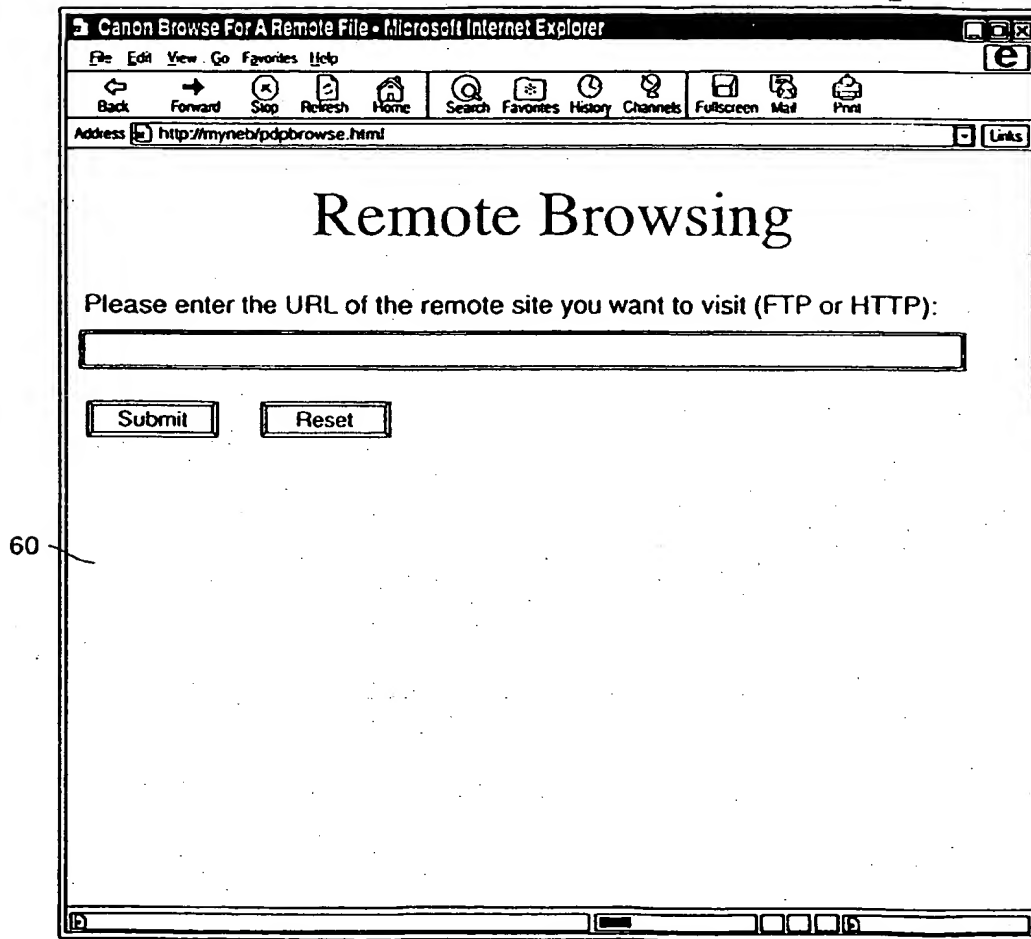 Canon Browse For A Remote File - Microsoft Internet Explorer
File Edit View Go Favorites Help
e
Back Forward Stop Refresh Home Search Favorites History Channels Fullscreen Mail Print
Address http://myneb/pdpbrowse.html Links
Remote Browsing
Please enter the URL of the remote site you want to visit (FTP or HTTP):
Submit Reset
60